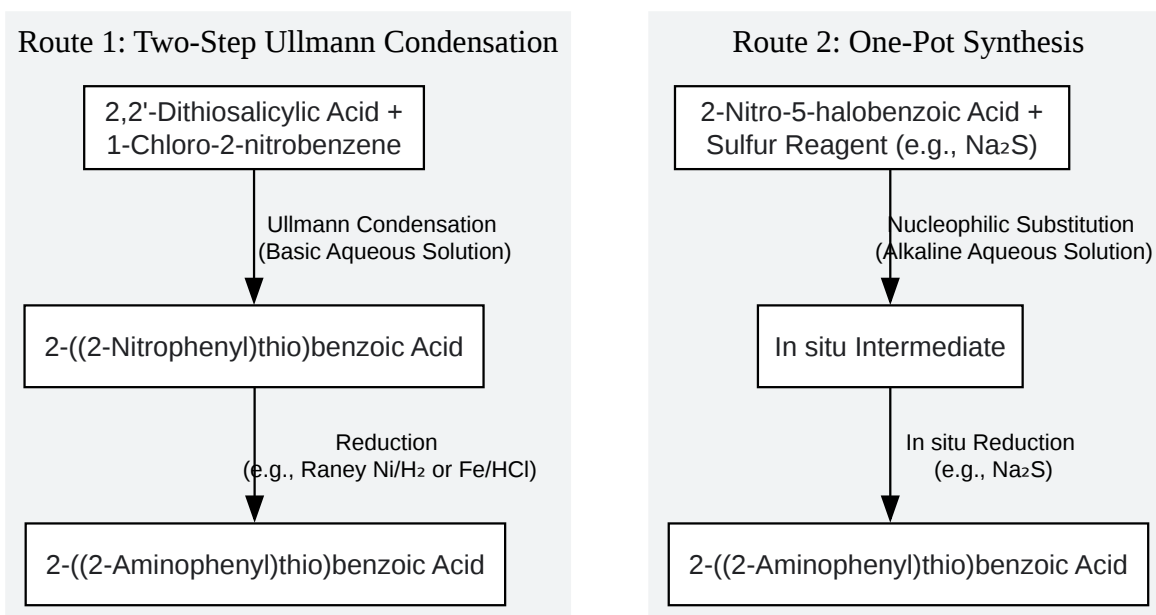 Route 1: Two-Step Ullmann Condensation
2,2'-Dithiosalicylic Acid +
1-Chloro-2-nitrobenzene
Ullmann Condensation
(Basic Aqueous Solution)
2-((2-Nitrophenyl)thio)benzoic Acid
Reduction
(e.g., Raney Ni/H₂ or Fe/HCl)
2-((2-Aminophenyl)thio)benzoic Acid
Route 2: One-Pot Synthesis
2-Nitro-5-halobenzoic Acid +
Sulfur Reagent (e.g., Na₂S)
Nucleophilic Substitution
(Alkaline Aqueous Solution)
In situ Intermediate
In situ Reduction
(e.g., Na₂S)
2-((2-Aminophenyl)thio)benzoic Acid